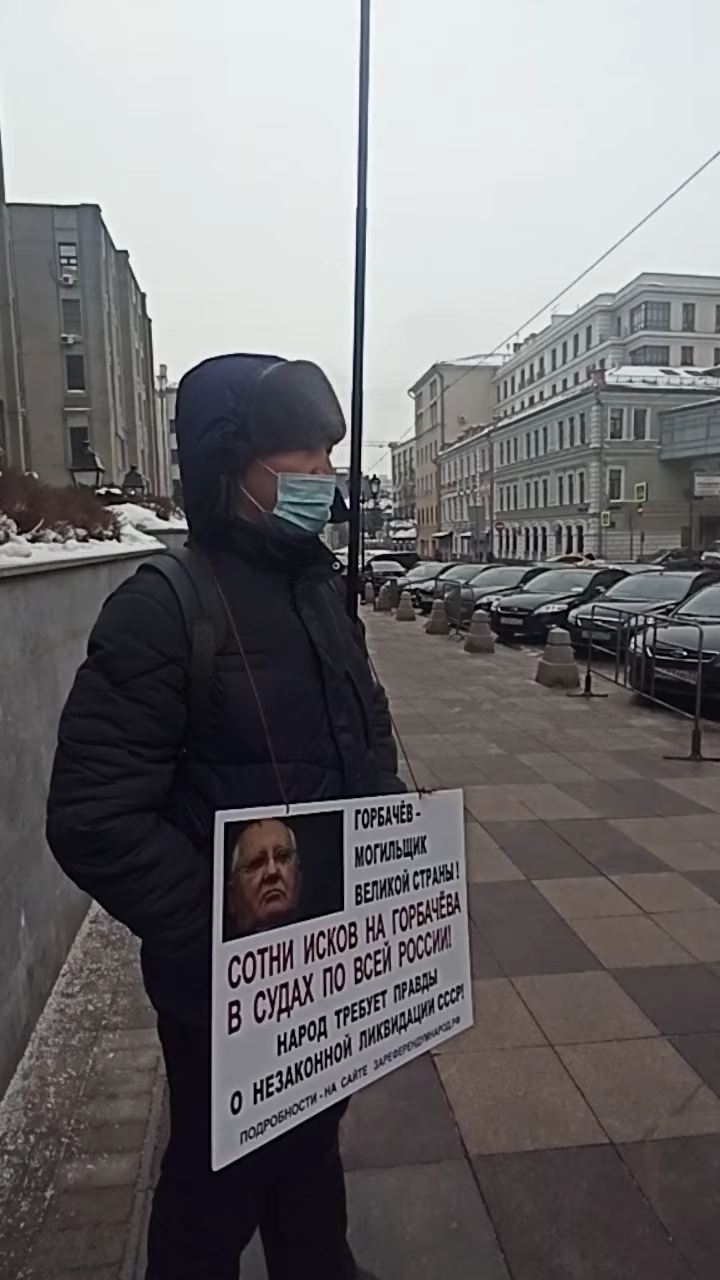 ГОРБАЧЁВ -
МОГИЛЬЩИК
ВЕЛИКОЙ СТРАНЫ!
СОТНИ ИСКОВ НА ГОРБАЧЁВА
В СУДАХ ПО ВСЕЙ РОССИИ!
НАРОД ТРЕБУЕТ ПРАВДЫ
О НЕЗАКОННОЙ ЛИКВИДАЦИИ СССР!
ПОДРОБНОСТИ - НА САЙТЕ ЗАРЕФЕРЕНДУМНАРОД.РФ